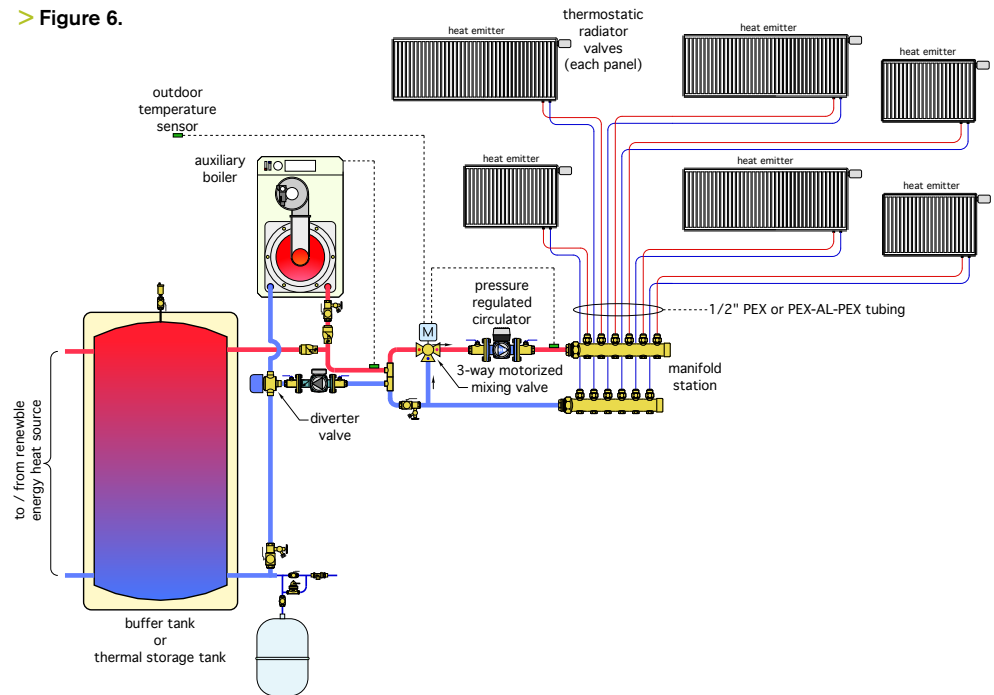 > Figure 6.
thermostatic
radiator
valves
(each panel)
heat emitter
heat emitter
heat emitter
outdoor
temperature
sensor
auxiliary
boiler
heat emitter
heat emitter
heat emitter
M
pressure
regulated
circulator
1/2" PEX or PEX-AL-PEX tubing
3-way motorized
mixing valve
manifold
station
diverter
valve
to / from renewble
energy heat source
buffer tank
or
thermal storage tank